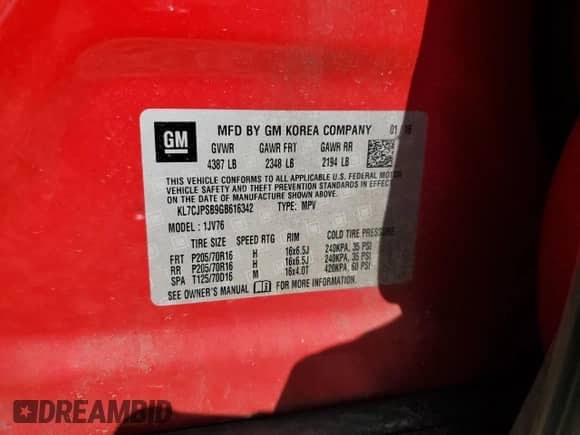 GM
MFD BY GM KOREA COMPANY 01/16
GVWR GAWR FRT GAWR RR
4387 LB 2348 LB 2194 LB
THIS VEHICLE CONFORMS TO ALL APPLICABLE U.S. FEDERAL MOTOR
VEHICLE SAFETY AND THEFT PREVENTION STANDARDS IN EFFECT
ON THE DATE OF MANUFACTURE SHOWN ABOVE.
KL7CJPSB9GB616342 TYPE: MPV
MODEL : 1JV76
TIRE SIZE SPEED RTG RIM COLD TIRE PRESSURE
FRT P205/70R16 H 16x6.5J 240KPA, 35 PSI
RR P205/70R16 H 16x6.5J 240KPA, 35 PSI
SPA T125/70D16 M 16x4.0T 420KPA, 60 PSI
SEE OWNER'S MANUAL FOR MORE INFORMATION.
DREAMBID